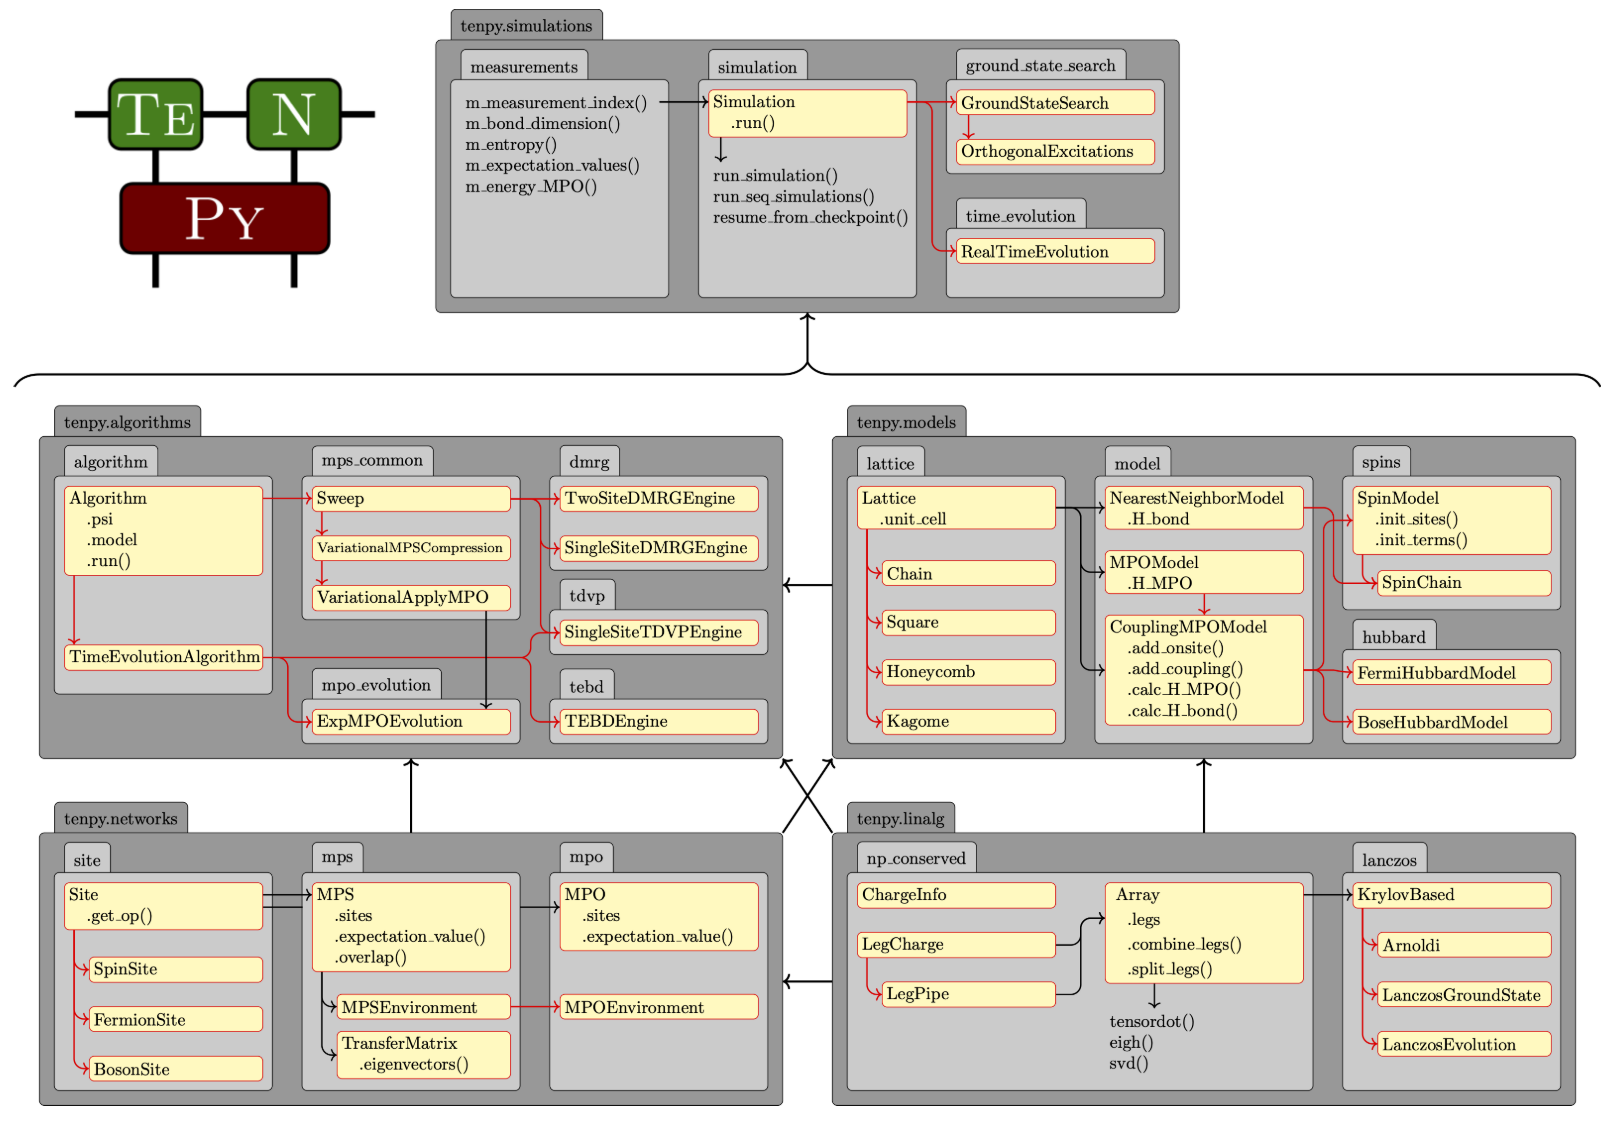 TE N
PY
tenpy.simulations
measurements
m_measurement_index()
m_bond_dimension()
m_entropy()
m_expectation_values()
m_energy_MPO()
simulation
Simulation
.run()
run_simulation()
run_seq_simulations()
resume_from_checkpoint()
ground_state_search
GroundStateSearch
OrthogonalExcitations
time_evolution
RealTimeEvolution
tenpy.algorithms
algorithm
Algorithm
.psi
.model
.run()
TimeEvolutionAlgorithm
mps_common
Sweep
VariationalMPSCompression
VariationalApplyMPO
mpo_evolution
ExpMPOEvolution
dmrg
TwoSiteDMRGEngine
SingleSiteDMRGEngine
tdvp
SingleSiteTDVPEngine
tebd
TEBDEngine
tenpy.models
lattice
Lattice
.unit_cell
Chain
Square
Honeycomb
Kagome
model
NearestNeighborModel
.H_bond
MPOModel
.H_MPO
CouplingMPOModel
.add_onsite()
.add_coupling()
.calc_H_MPO()
.calc_H_bond()
spins
SpinModel
.init_sites()
.init_terms()
SpinChain
hubbard
FermiHubbardModel
BoseHubbardModel
tenpy.networks
site
Site
.get_op()
SpinSite
FermionSite
BosonSite
mps
MPS
.sites
.expectation_value()
.overlap()
MPSEnvironment
TransferMatrix
.eigenvectors()
mpo
MPO
.sites
.expectation_value()
MPOEnvironment
tenpy.linalg
np_conserved
ChargeInfo
LegCharge
LegPipe
Array
.legs
.combine_legs()
.split_legs()
tensordot()
eigh()
svd()
lanczos
KrylovBased
Arnoldi
LanczosGroundState
LanczosEvolution